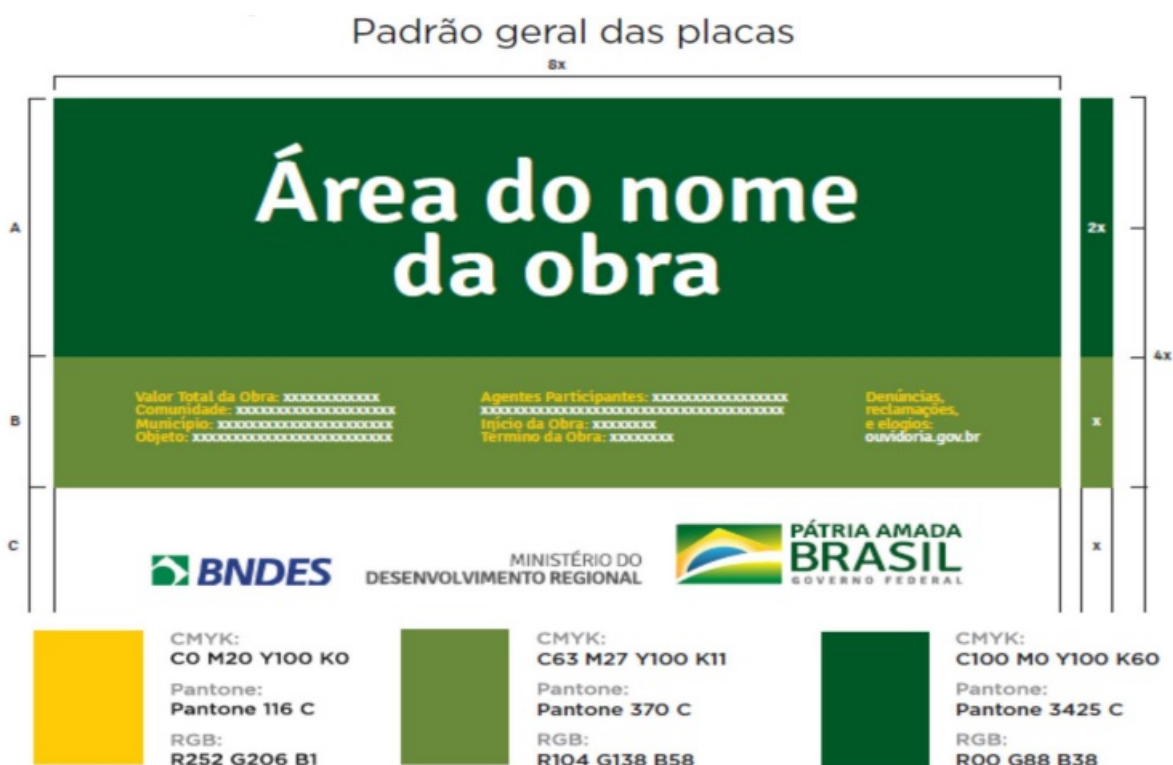 Padrão geral das placas
8x
A
Área do nome
da obra
2x
4x
B
Valor Total da Obra: xxxxxxxxxxxx
Comunidade: xxxxxxxxxxxxxxxxxxxx
Município: xxxxxxxxxxxxxxxxxxxxxx
Objeto: xxxxxxxxxxxxxxxxxxxxxxxxx
Agentes Participantes: xxxxxxxxxxxxxxxxx
xxxxxxxxxxxxxxxxxxxxxxxxxxxxxxxxxxxxxx
Início da Obra: xxxxxxxx
Término da Obra: xxxxxxxx
Denúncias,
reclamações,
e elogios:
ouvidoria.gov.br
x
C
BNDES
MINISTÉRIO DO
DESENVOLVIMENTO REGIONAL
PÁTRIA AMADA
BRASIL
GOVERNO FEDERAL
x
CMYK:
C0 M20 Y100 K0
Pantone:
Pantone 116 C
RGB:
R252 G206 B1
CMYK:
C63 M27 Y100 K11
Pantone:
Pantone 370 C
RGB:
R104 G138 B58
CMYK:
C100 M0 Y100 K60
Pantone:
Pantone 3425 C
RGB:
R00 G88 B38